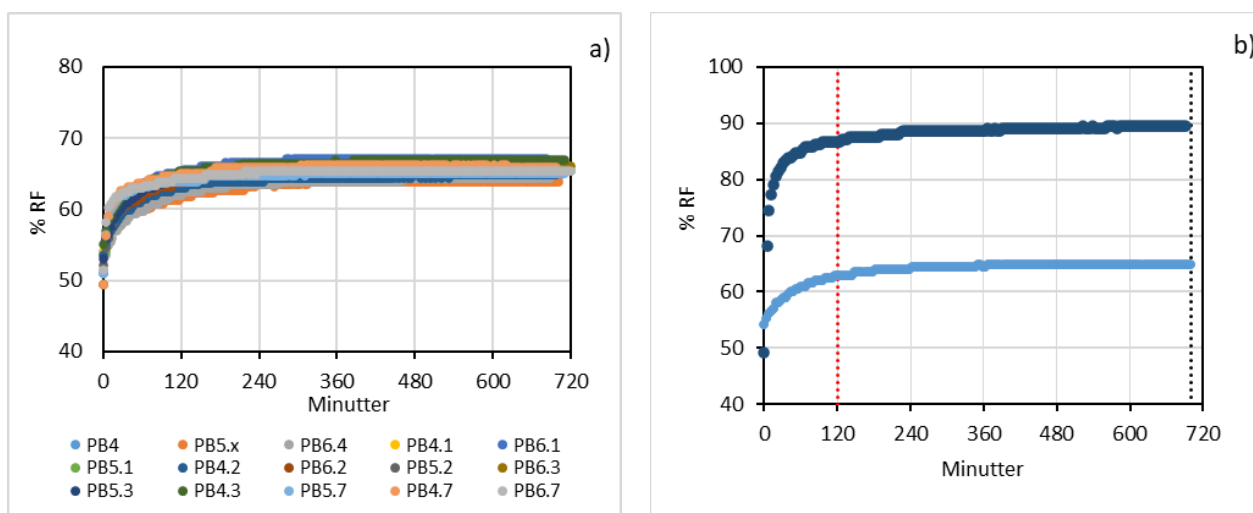 a)
80
70
60
50
40
% RF
0 120 240 360 480 600 720
Minutter
PB4 PB5.x PB6.4 PB4.1 PB6.1
PB5.1 PB4.2 PB6.2 PB5.2 PB6.3
PB5.3 PB4.3 PB5.7 PB4.7 PB6.7
b)
100
90
80
70
60
50
40
% RF
0 120 240 360 480 600 720
Minutter